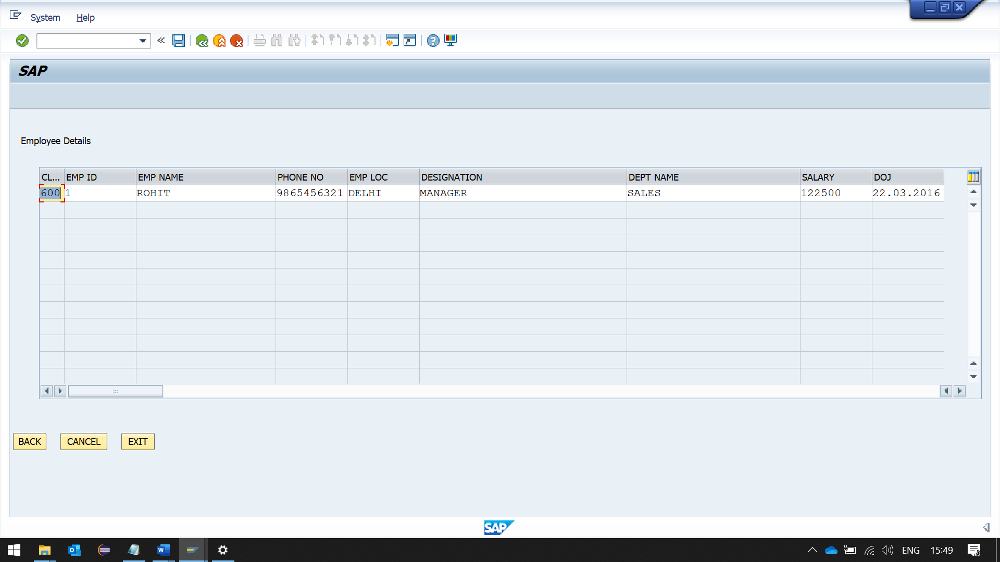 System Help
SAP
Employee Details
CL... EMP ID EMP NAME PHONE NO EMP LOC DESIGNATION DEPT NAME SALARY DOJ
600 1 ROHIT 9865456321 DELHI MANAGER SALES 122500 22.03.2016
BACK CANCEL EXIT
SAP
ENG 15:49